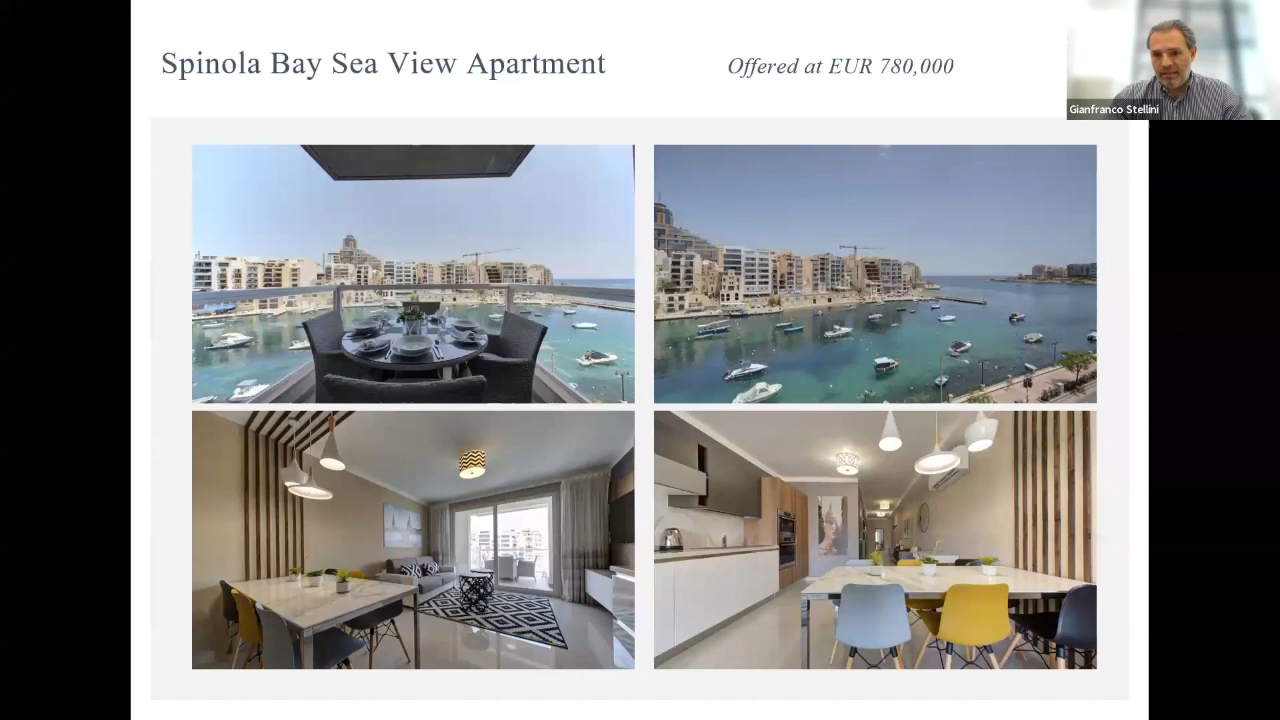 Spinola Bay Sea View Apartment
Offered at EUR 780,000
Gianfranco Stellini